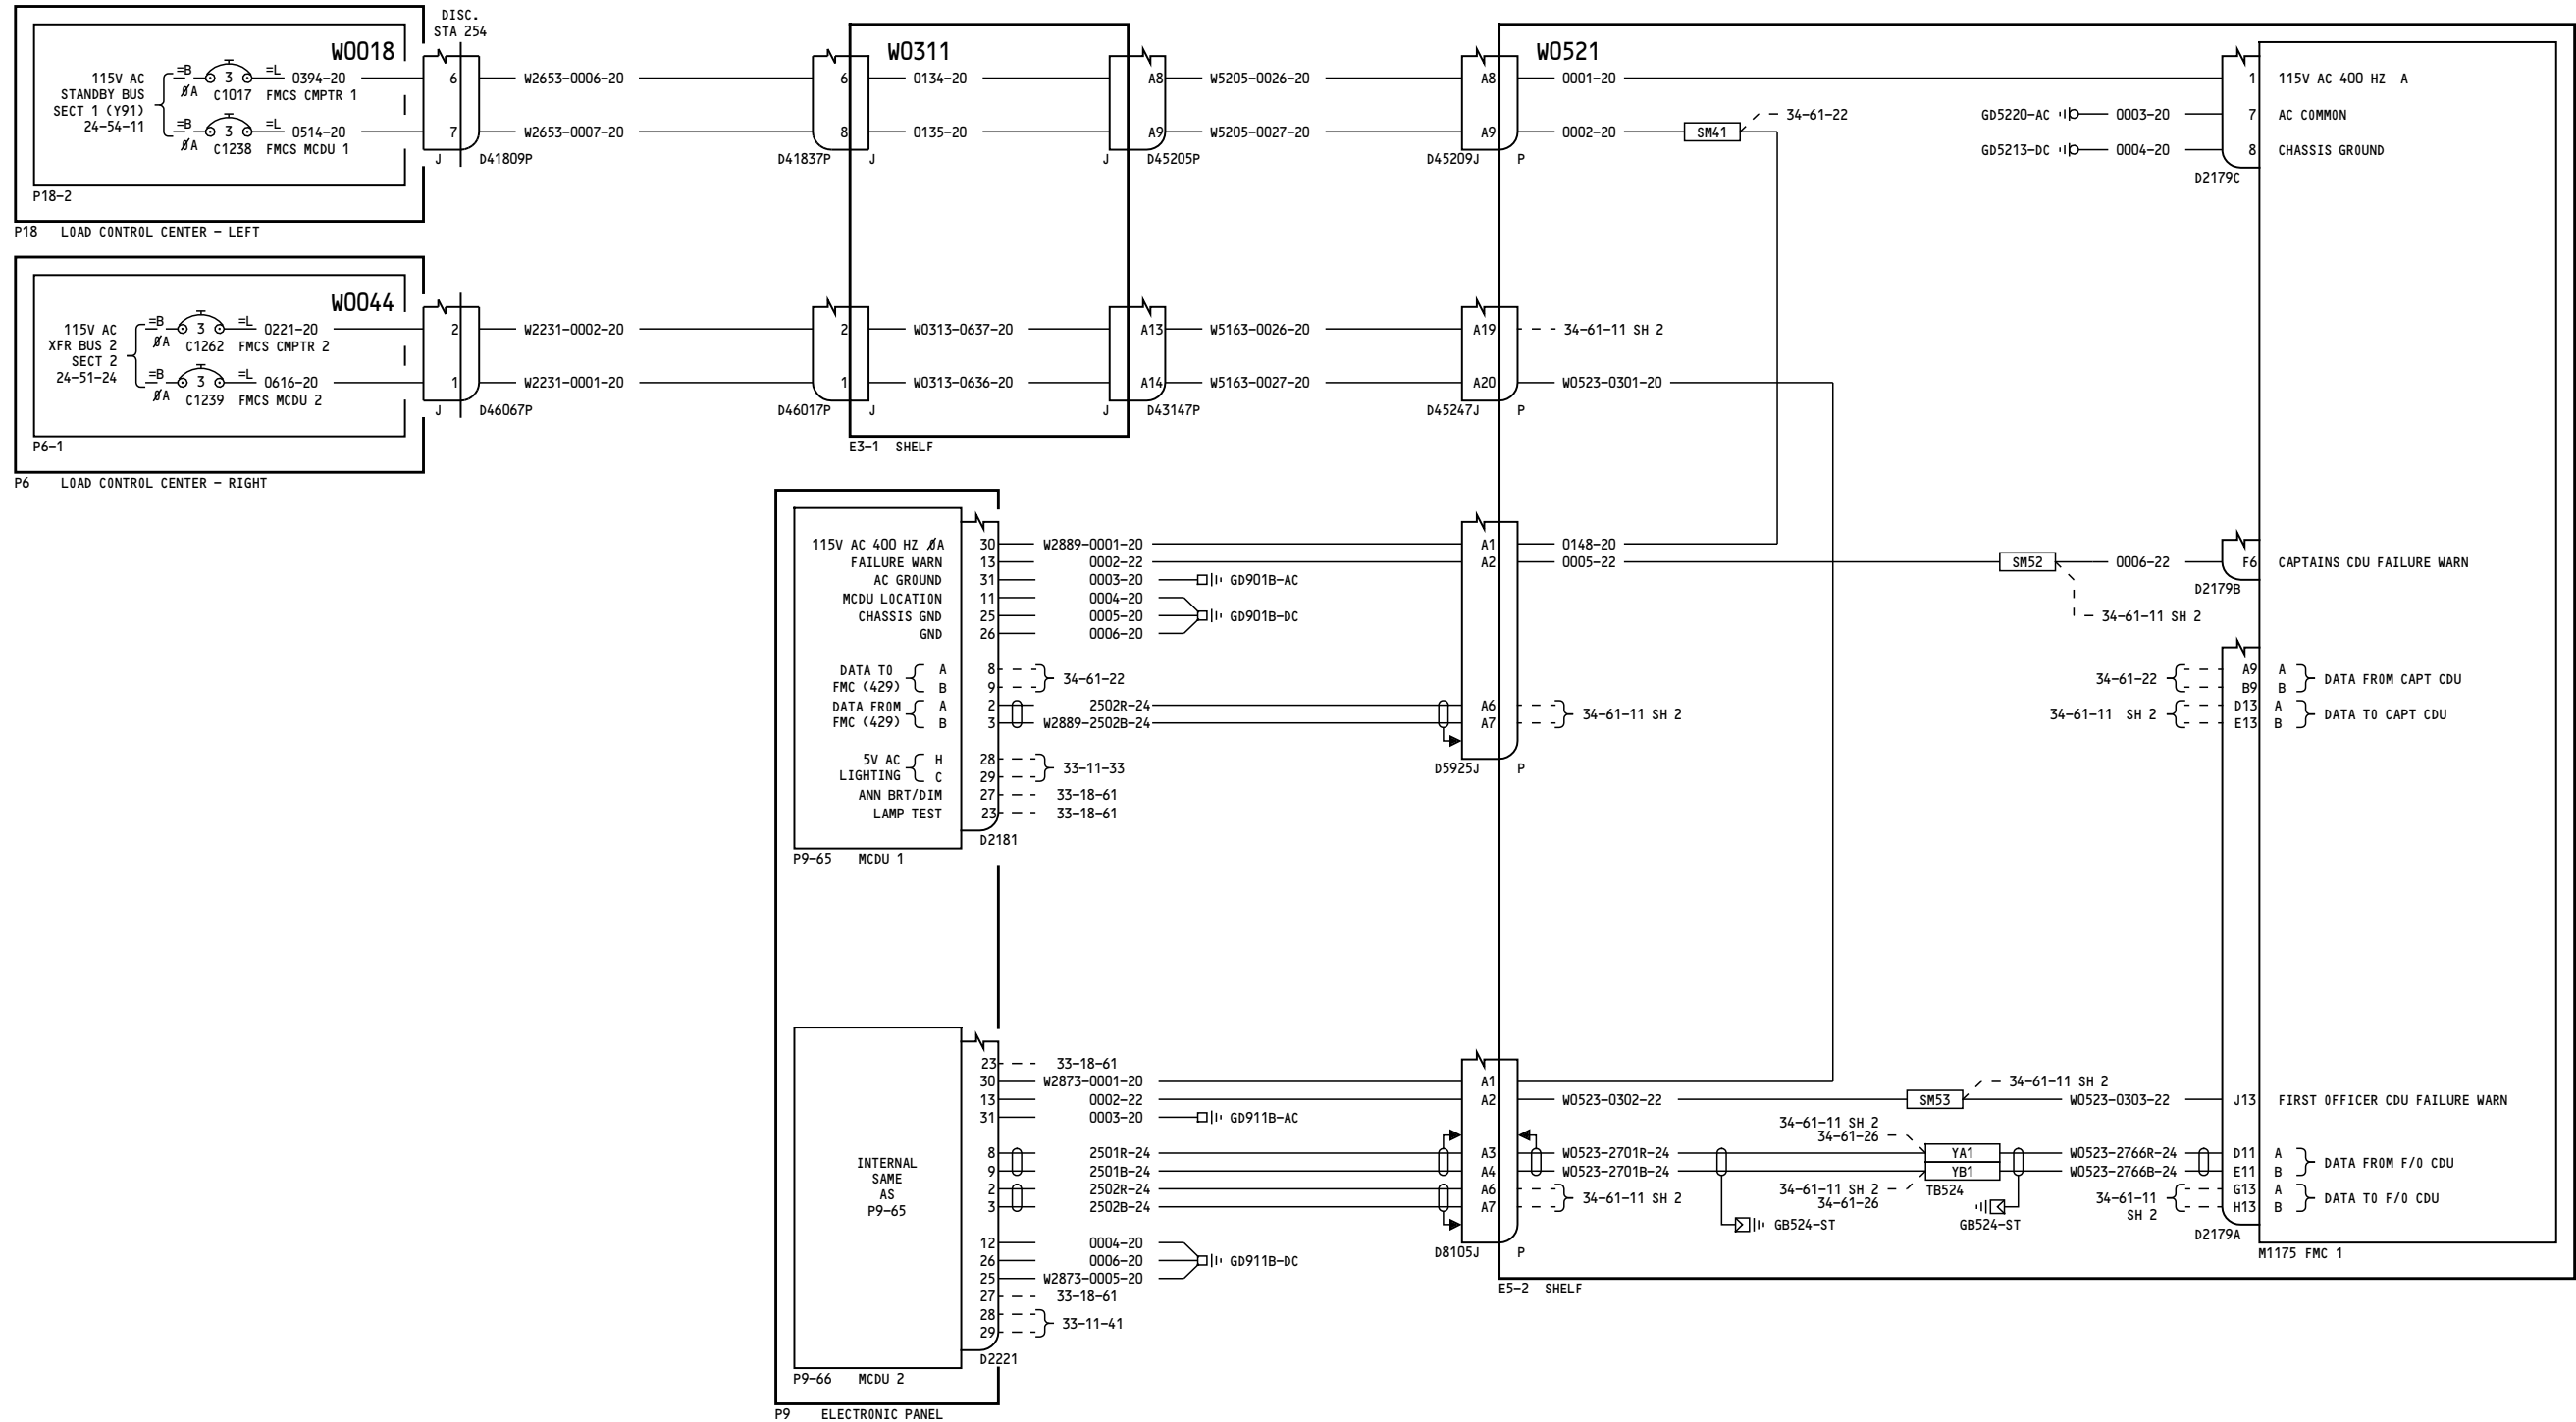 DISC.
STA 254
W0018
115V AC
STANDBY BUS
SECT 1 (Y91)
24-54-11
=B 3 =L 0394-20
ØA C1017 FMCS CMPTR 1
=B 3 =L 0514-20
ØA C1238 FMCS MCDU 1
P18-2
P18 LOAD CONTROL CENTER - LEFT
6
7
J D41809P
W2653-0006-20
W2653-0007-20
D41837P J
6
8
W0311
0134-20
0135-20
A8
A9
J D45205P
W5205-0026-20
W5205-0027-20
A8
A9
D45209J P
W0521
0001-20
0002-20
SM41
34-61-22
GD5220-AC 0003-20
GD5213-DC 0004-20
1 115V AC 400 HZ A
7 AC COMMON
8 CHASSIS GROUND
D2179C
W0044
115V AC
XFR BUS 2
SECT 2
24-51-24
=B 3 =L 0221-20
ØA C1262 FMCS CMPTR 2
=B 3 =L 0616-20
ØA C1239 FMCS MCDU 2
P6-1
P6 LOAD CONTROL CENTER - RIGHT
2
1
J D46067P
W2231-0002-20
W2231-0001-20
2
1
D46017P J
W0313-0637-20
W0313-0636-20
A13
A14
J D43147P
E3-1 SHELF
W5163-0026-20
W5163-0027-20
A19
A20
D45247J P
34-61-11 SH 2
W0523-0301-20
115V AC 400 HZ ØA 30 W2889-0001-20
FAILURE WARN 13 0002-22
AC GROUND 31 0003-20 GD901B-AC
MCDU LOCATION 11 0004-20
CHASSIS GND 25 0005-20 GD901B-DC
GND 26 0006-20
DATA TO
FMC (429)
A 8
B 9
34-61-22
DATA FROM
FMC (429)
A 2 2502R-24
B 3 W2889-2502B-24
5V AC
LIGHTING
H 28
C 29
33-11-33
ANN BRT/DIM 27 33-18-61
LAMP TEST 23 33-18-61
D2181
P9-65 MCDU 1
A1 0148-20
A2 0005-22
A6
A7
34-61-11 SH 2
D5925J P
SM52
0006-22
34-61-11 SH 2
F6 CAPTAINS CDU FAILURE WARN
D2179B
34-61-22
A9 A
B9 B
DATA FROM CAPT CDU
34-61-11 SH 2
D13 A
E13 B
DATA TO CAPT CDU
INTERNAL
SAME
AS
P9-65
23 33-18-61
30 W2873-0001-20
13 0002-22
31 0003-20 GD911B-AC
8 2501R-24
9 2501B-24
2 2502R-24
3 2502B-24
12 0004-20
26 0006-20 GD911B-DC
25 W2873-0005-20
27 33-18-61
28
29
33-11-41
D2221
P9-66 MCDU 2
P9 ELECTRONIC PANEL
A1
A2 W0523-0302-22
A3 W0523-2701R-24
A4 W0523-2701B-24
A6
A7
34-61-11 SH 2
D8105J P
SM53
34-61-11 SH 2
W0523-0303-22
J13 FIRST OFFICER CDU FAILURE WARN
34-61-11 SH 2
34-61-26
YA1
YB1
TB524
34-61-11 SH 2
34-61-26
GB524-ST
GB524-ST
W0523-2766R-24
W0523-2766B-24
D11 A
E11 B
DATA FROM F/O CDU
34-61-11
SH 2
G13 A
H13 B
DATA TO F/O CDU
D2179A
M1175 FMC 1
E5-2 SHELF